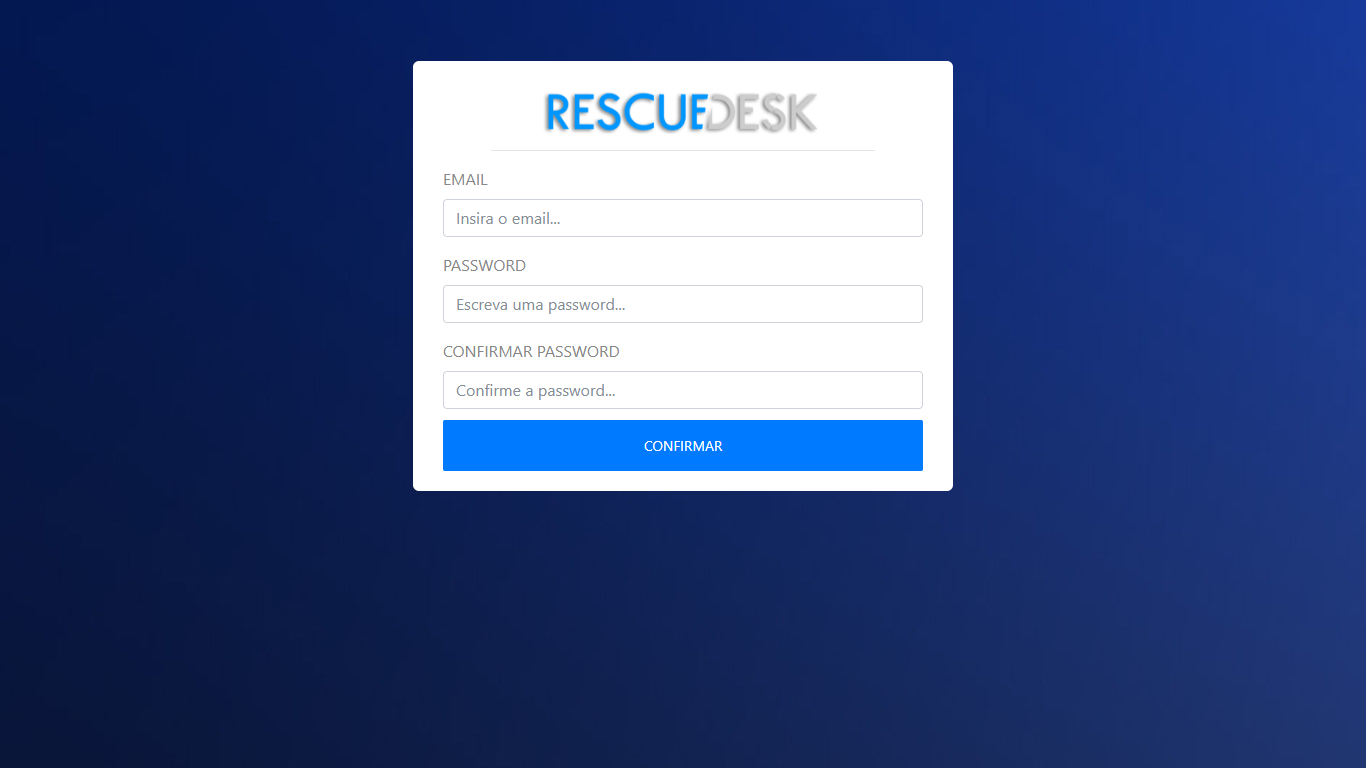 RESCUEDESK
EMAIL
Insira o email...
PASSWORD
Escreva uma password...
CONFIRMAR PASSWORD
Confirme a password...
CONFIRMAR